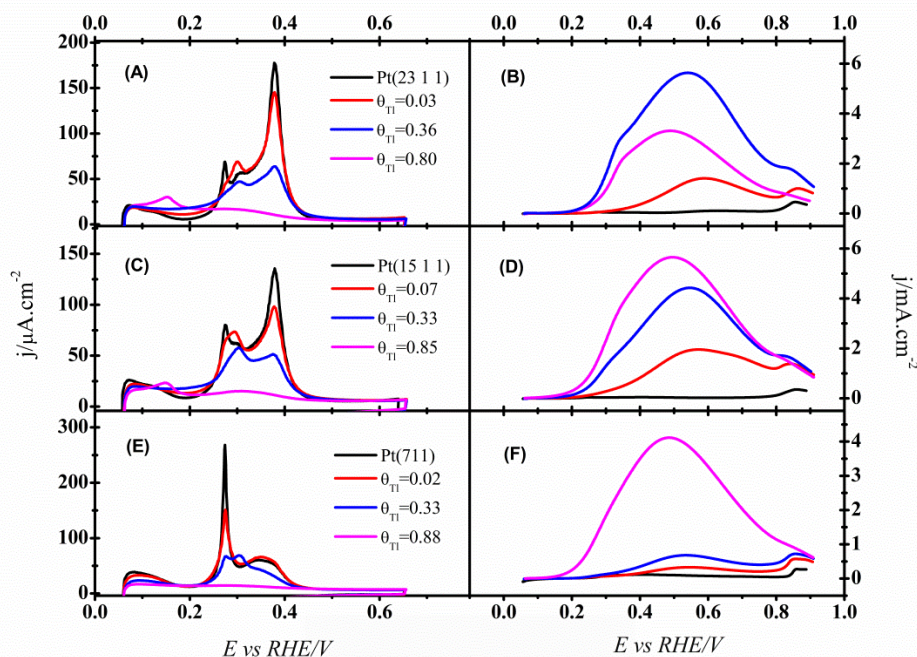 0.0 0.2 0.4 0.6 0.0 0.2 0.4 0.6 0.8 1.0
200
150
100
50
0
(A)
Pt(23 1 1)
θTl=0.03
θTl=0.36
θTl=0.80
(B)
6
4
2
0
150
100
50
0
(C)
Pt(15 1 1)
θTl=0.07
θTl=0.33
θTl=0.85
(D)
6
4
2
0
300
200
100
0
(E)
Pt(711)
θTl=0.02
θTl=0.33
θTl=0.88
(F)
4
3
2
1
0
j/μA.cm-2
j/mA.cm-2
0.0 0.2 0.4 0.6 0.0 0.2 0.4 0.6 0.8 1.0
E vs RHE/V
E vs RHE/V